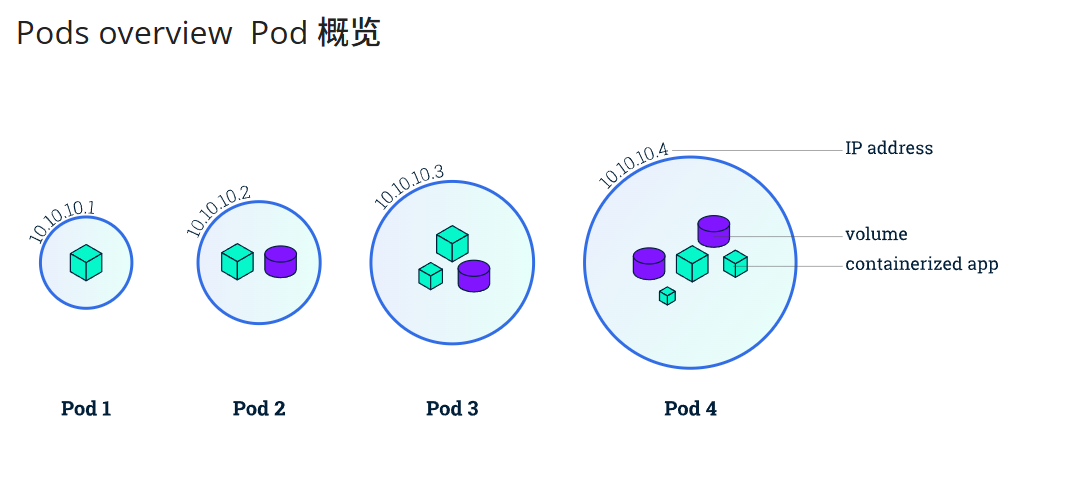 Pods overview  Pod 概览
10.10.10.1
10.10.10.2
10.10.10.3
10.10.10.4
IP address
volume
containerized app
Pod 1
Pod 2
Pod 3
Pod 4